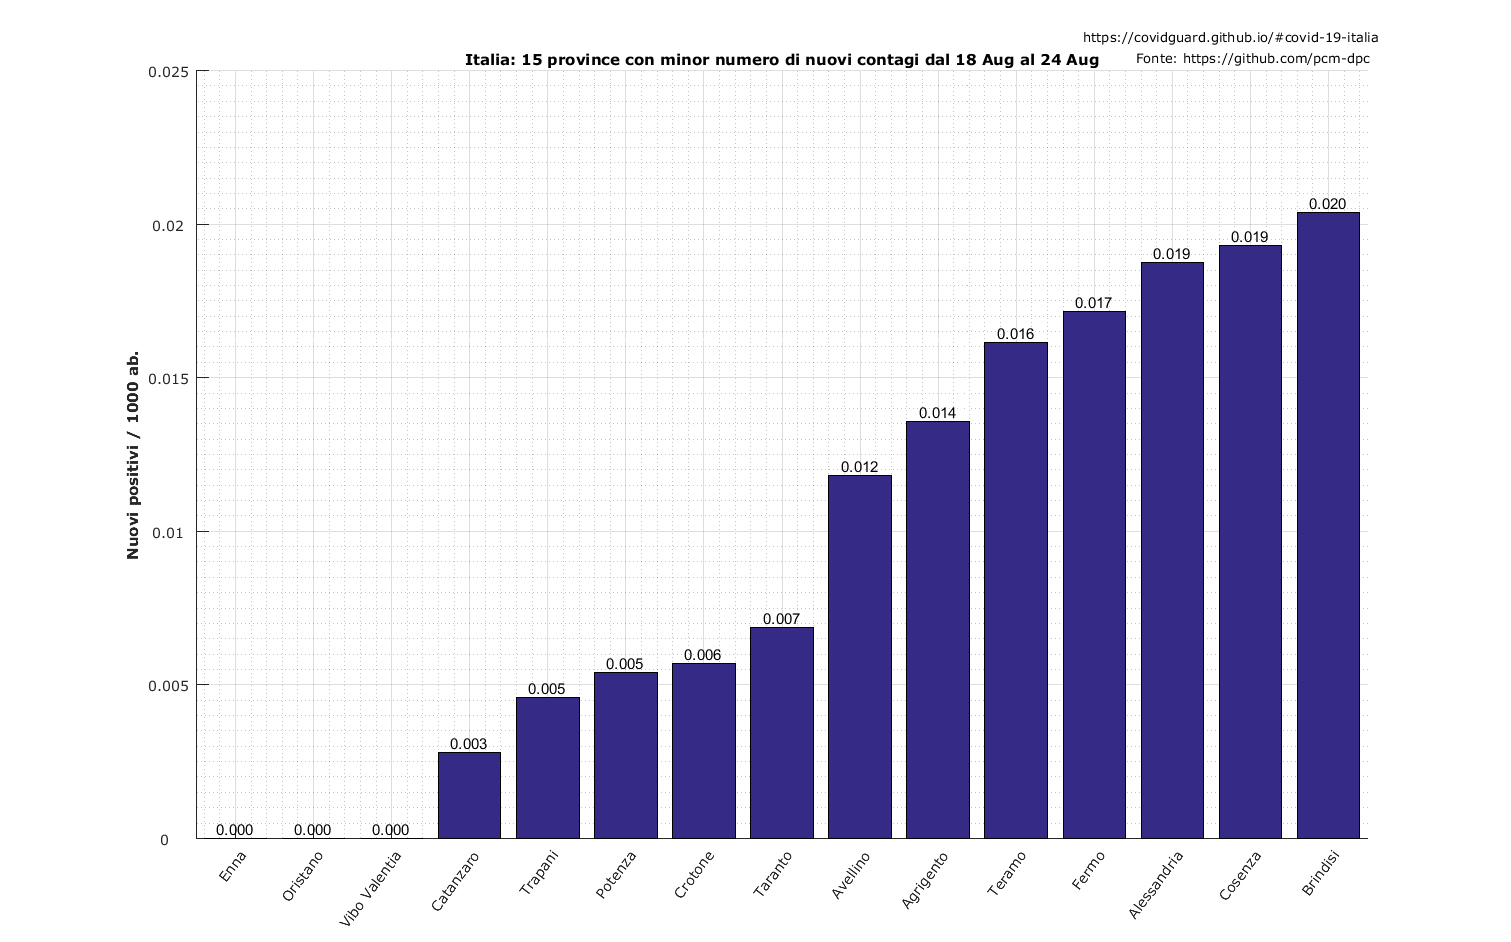 https://covidguard.github.io/#covid-19-italia
Italia: 15 province con minor numero di nuovi contagi dal 18 Aug al 24 Aug
Fonte: https://github.com/pcm-dpc
Nuovi positivi / 1000 ab.
0.025
0.02
0.015
0.01
0.005
0
0.000
0.000
0.000
0.003
0.005
0.005
0.006
0.007
0.012
0.014
0.016
0.017
0.019
0.019
0.020
Enna
Oristano
Vibo Valentia
Catanzaro
Trapani
Potenza
Crotone
Taranto
Avellino
Agrigento
Teramo
Fermo
Alessandria
Cosenza
Brindisi